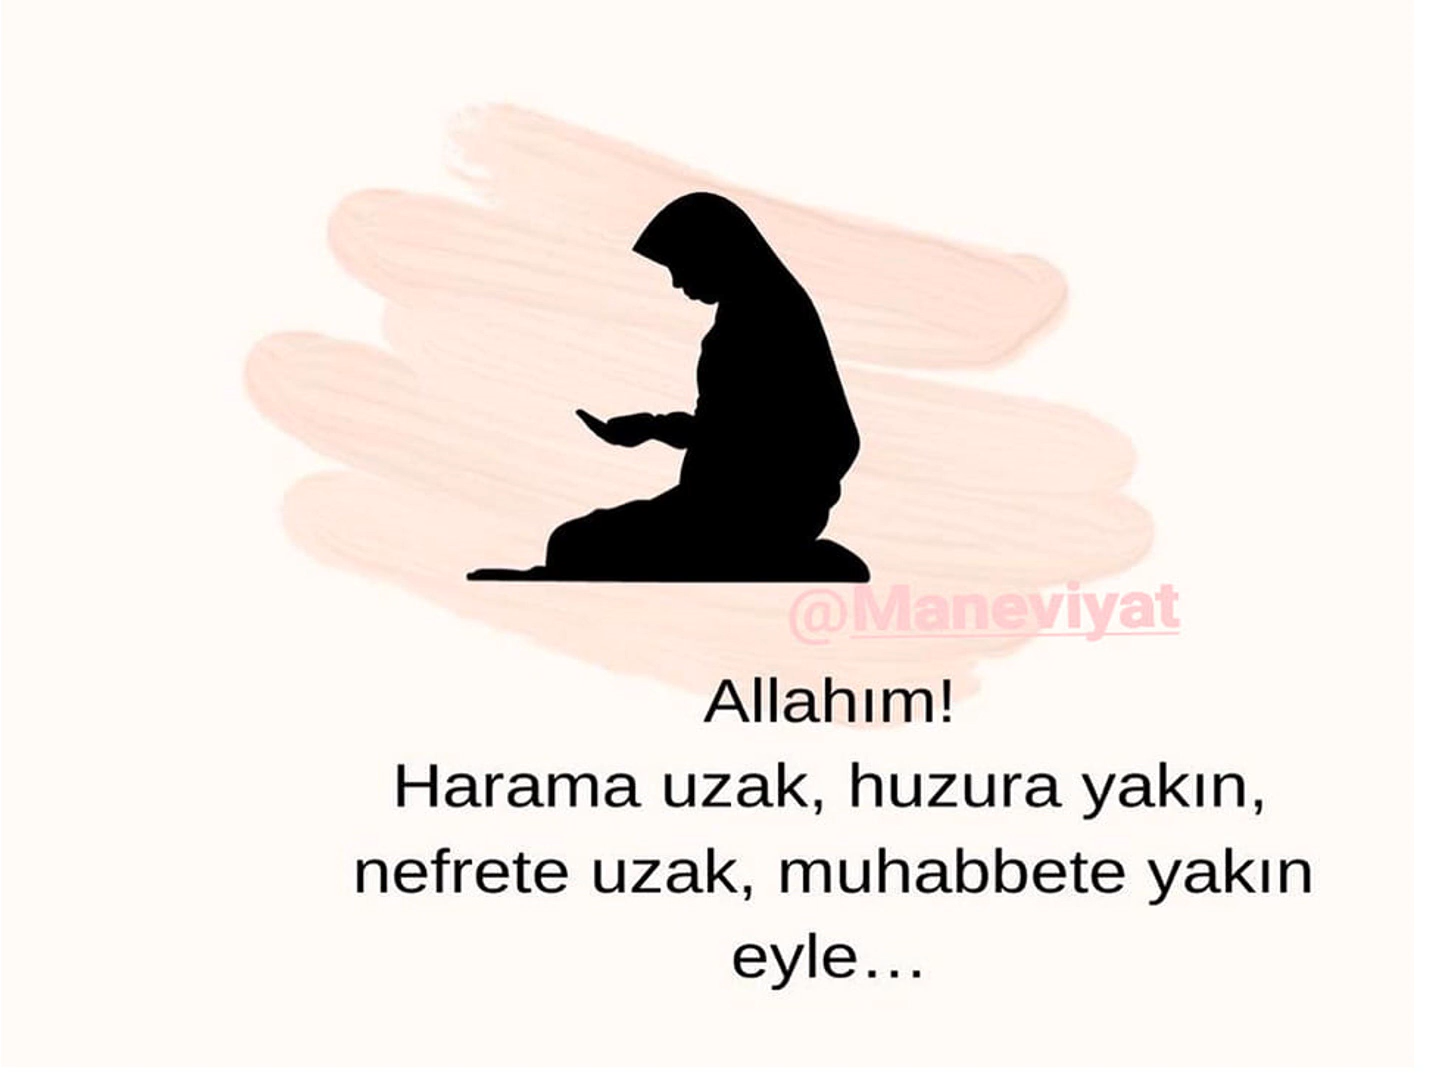 @Maneviyat
Allahım!
Harama uzak, huzura yakın,
nefrete uzak, muhabbete yakın
eyle...